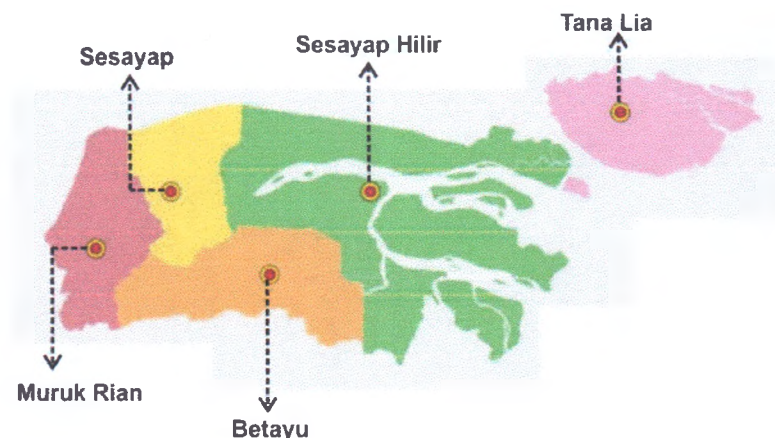 Tana Lia
Sesayap Hilir
Sesayap
Muruk Rian
Betayu